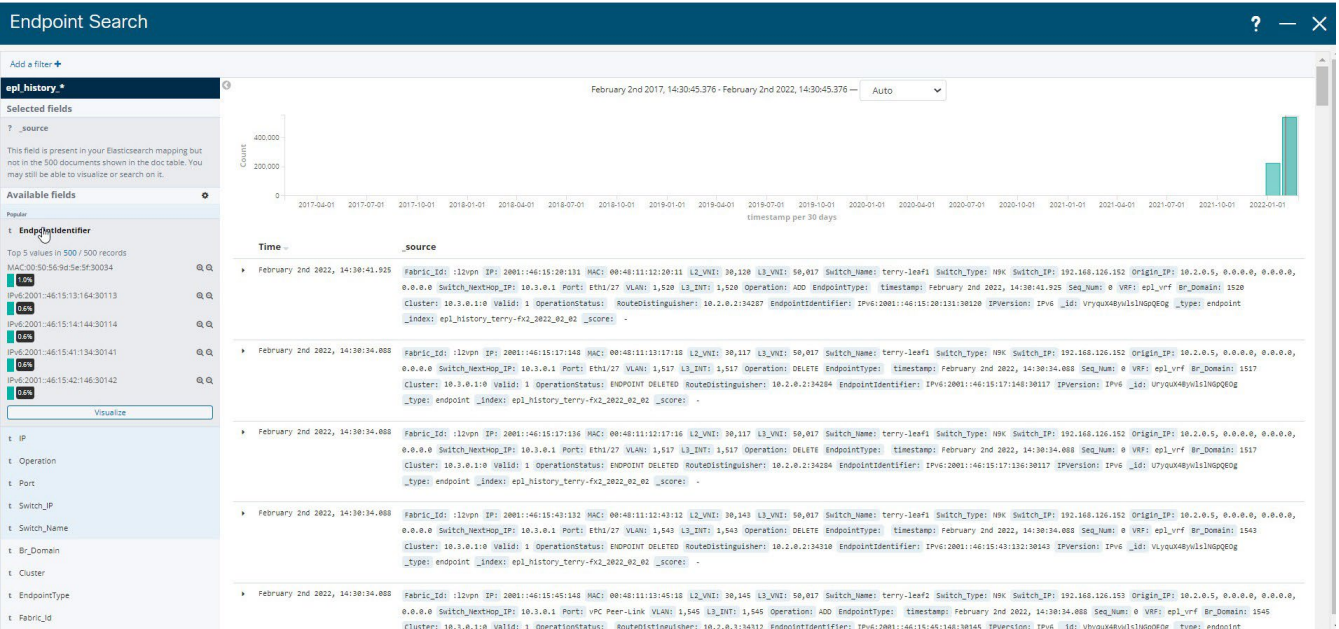 Endpoint Search
? — ✕
Add a filter +
epl_history_*
Selected fields
? _source
This field is present in your Elasticsearch mapping but
not in the 500 documents shown in the doc table. You
may still be able to visualize or search on it.
Available fields
Popular
t EndpointIdentifier
Top 5 values in 500 / 500 records
MAC:00:50:56:9d:5e:5f:30034
1.0%
IPv6:2001::46:15:13:164:30113
0.6%
IPv6:2001::46:15:14:144:30114
0.6%
IPv6:2001::46:15:41:134:30141
0.6%
IPv6:2001::46:15:42:146:30142
0.6%
Visualize
t IP
t Operation
t Port
t Switch_IP
t Switch_Name
t Br_Domain
t Cluster
t EndpointType
t Fabric_Id
February 2nd 2017, 14:30:45.376 - February 2nd 2022, 14:30:45.376 — Auto
Count
400,000
200,000
0
2017-04-01 2017-07-01 2017-10-01 2018-01-01 2018-04-01 2018-07-01 2018-10-01 2019-01-01 2019-04-01 2019-07-01 2019-10-01 2020-01-01 2020-04-01 2020-07-01 2020-10-01 2021-01-01 2021-04-01 2021-07-01 2021-10-01 2022-01-01
timestamp per 30 days
Time _source
February 2nd 2022, 14:30:41.925 Fabric_Id: :l2vpn IP: 2001::46:15:20:131 MAC: 00:48:11:12:20:11 L2_VNI: 30,120 L3_VNI: 50,017 Switch_Name: terry-leaf1 Switch_Type: N9K Switch_IP: 192.168.126.152 Origin_IP: 10.2.0.5, 0.0.0.0, 0.0.0.0,
0.0.0.0 Switch_NextHop_IP: 10.3.0.1 Port: Eth1/27 VLAN: 1,520 L3_INT: 1,520 Operation: ADD EndpointType: timestamp: February 2nd 2022, 14:30:41.925 Seq_Num: 0 VRF: epl_vrf Br_Domain: 1520
Cluster: 10.3.0.1:0 Valid: 1 OperationStatus: RouteDistinguisher: 10.2.0.2:34287 EndpointIdentifier: IPv6:2001::46:15:20:131:30120 IPVersion: IPv6 _id: VryquX4ByWlslNGpQEOg _type: endpoint
_index: epl_history_terry-fx2_2022_02_02 _score: -
February 2nd 2022, 14:30:34.088 Fabric_Id: :l2vpn IP: 2001::46:15:17:148 MAC: 00:48:11:13:17:18 L2_VNI: 30,117 L3_VNI: 50,017 Switch_Name: terry-leaf1 Switch_Type: N9K Switch_IP: 192.168.126.152 Origin_IP: 10.2.0.5, 0.0.0.0, 0.0.0.0,
0.0.0.0 Switch_NextHop_IP: 10.3.0.1 Port: Eth1/27 VLAN: 1,517 L3_INT: 1,517 Operation: DELETE EndpointType: timestamp: February 2nd 2022, 14:30:34.088 Seq_Num: 0 VRF: epl_vrf Br_Domain: 1517
Cluster: 10.3.0.1:0 Valid: 1 OperationStatus: ENDPOINT DELETED RouteDistinguisher: 10.2.0.2:34284 EndpointIdentifier: IPv6:2001::46:15:17:148:30117 IPVersion: IPv6 _id: UryquX4ByWlslNGpQEOg
_type: endpoint _index: epl_history_terry-fx2_2022_02_02 _score: -
February 2nd 2022, 14:30:34.088 Fabric_Id: :l2vpn IP: 2001::46:15:17:136 MAC: 00:48:11:12:17:16 L2_VNI: 30,117 L3_VNI: 50,017 Switch_Name: terry-leaf1 Switch_Type: N9K Switch_IP: 192.168.126.152 Origin_IP: 10.2.0.5, 0.0.0.0, 0.0.0.0,
0.0.0.0 Switch_NextHop_IP: 10.3.0.1 Port: Eth1/27 VLAN: 1,517 L3_INT: 1,517 Operation: DELETE EndpointType: timestamp: February 2nd 2022, 14:30:34.088 Seq_Num: 0 VRF: epl_vrf Br_Domain: 1517
Cluster: 10.3.0.1:0 Valid: 1 OperationStatus: ENDPOINT DELETED RouteDistinguisher: 10.2.0.2:34284 EndpointIdentifier: IPv6:2001::46:15:17:136:30117 IPVersion: IPv6 _id: U7yquX4ByWlslNGpQEOg
_type: endpoint _index: epl_history_terry-fx2_2022_02_02 _score: -
February 2nd 2022, 14:30:34.088 Fabric_Id: :l2vpn IP: 2001::46:15:43:132 MAC: 00:48:11:12:43:12 L2_VNI: 30,143 L3_VNI: 50,017 Switch_Name: terry-leaf1 Switch_Type: N9K Switch_IP: 192.168.126.152 Origin_IP: 10.2.0.5, 0.0.0.0, 0.0.0.0,
0.0.0.0 Switch_NextHop_IP: 10.3.0.1 Port: Eth1/27 VLAN: 1,543 L3_INT: 1,543 Operation: DELETE EndpointType: timestamp: February 2nd 2022, 14:30:34.088 Seq_Num: 0 VRF: epl_vrf Br_Domain: 1543
Cluster: 10.3.0.1:0 Valid: 1 OperationStatus: ENDPOINT DELETED RouteDistinguisher: 10.2.0.2:34310 EndpointIdentifier: IPv6:2001::46:15:43:132:30143 IPVersion: IPv6 _id: VLyquX4ByWlslNGpQEOg
_type: endpoint _index: epl_history_terry-fx2_2022_02_02 _score: -
February 2nd 2022, 14:30:34.088 Fabric_Id: :l2vpn IP: 2001::46:15:45:148 MAC: 00:48:11:13:45:18 L2_VNI: 30,145 L3_VNI: 50,017 Switch_Name: terry-leaf2 Switch_Type: N9K Switch_IP: 192.168.126.153 Origin_IP: 10.2.0.5, 0.0.0.0, 0.0.0.0,
0.0.0.0 Switch_NextHop_IP: 10.3.0.1 Port: vPC Peer-Link VLAN: 1,545 L3_INT: 1,545 Operation: ADD EndpointType: timestamp: February 2nd 2022, 14:30:34.088 Seq_Num: 0 VRF: epl_vrf Br_Domain: 1545
Cluster: 10.3.0.1:0 Valid: 1 OperationStatus: RouteDistinguisher: 10.2.0.3:34312 EndpointIdentifier: IPv6:2001::46:15:45:148:30145 IPVersion: IPv6 _id: VbyquX4ByWlslNGpQEOg _type: endpoint